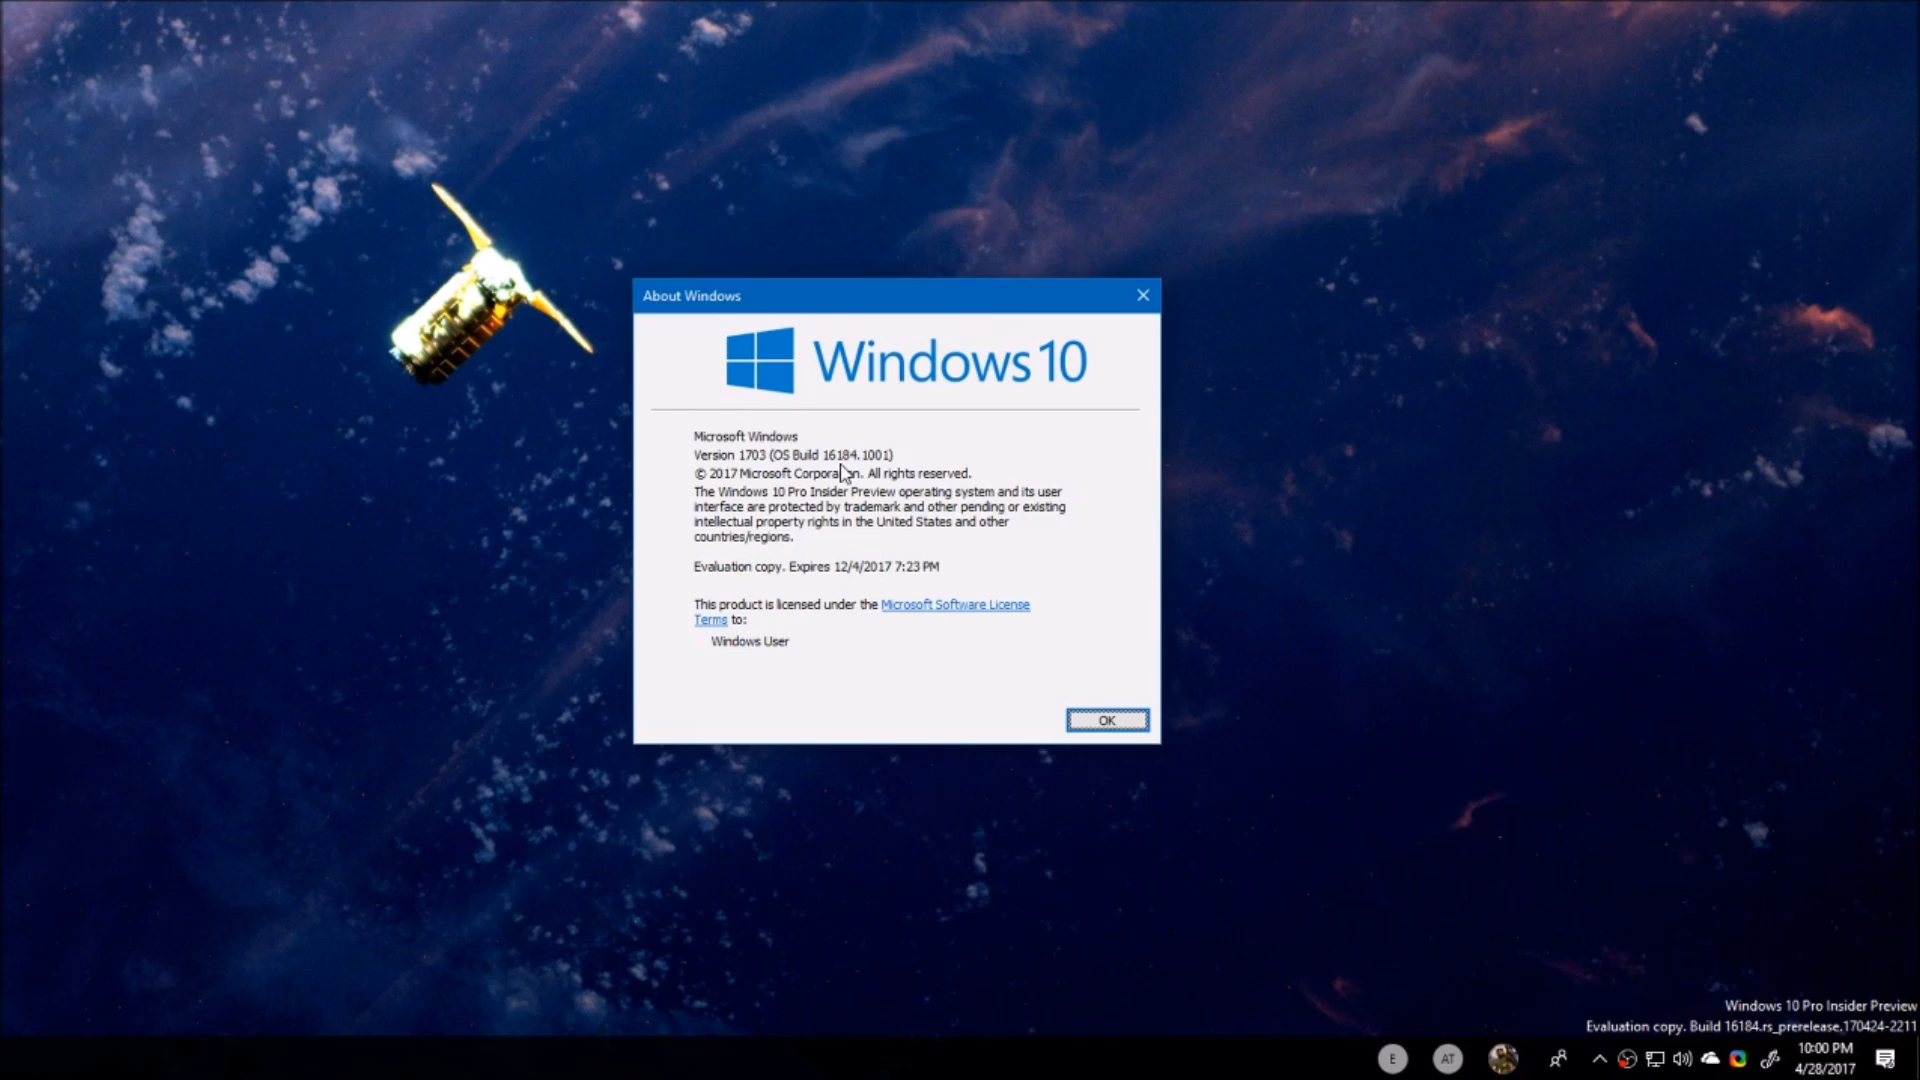 About Windows
Windows 10
Microsoft Windows
Version 1703 (OS Build 16184.1001)
© 2017 Microsoft Corporation. All rights reserved.
The Windows 10 Pro Insider Preview operating system and its user
interface are protected by trademark and other pending or existing
intellectual property rights in the United States and other
countries/regions.
Evaluation copy. Expires 12/4/2017 7:23 PM
This product is licensed under the Microsoft Software License
Terms to:
Windows User
OK
Windows 10 Pro Insider Preview
Evaluation copy. Build 16184.rs_prerelease.170424-2211
E
AT
10:00 PM
4/28/2017